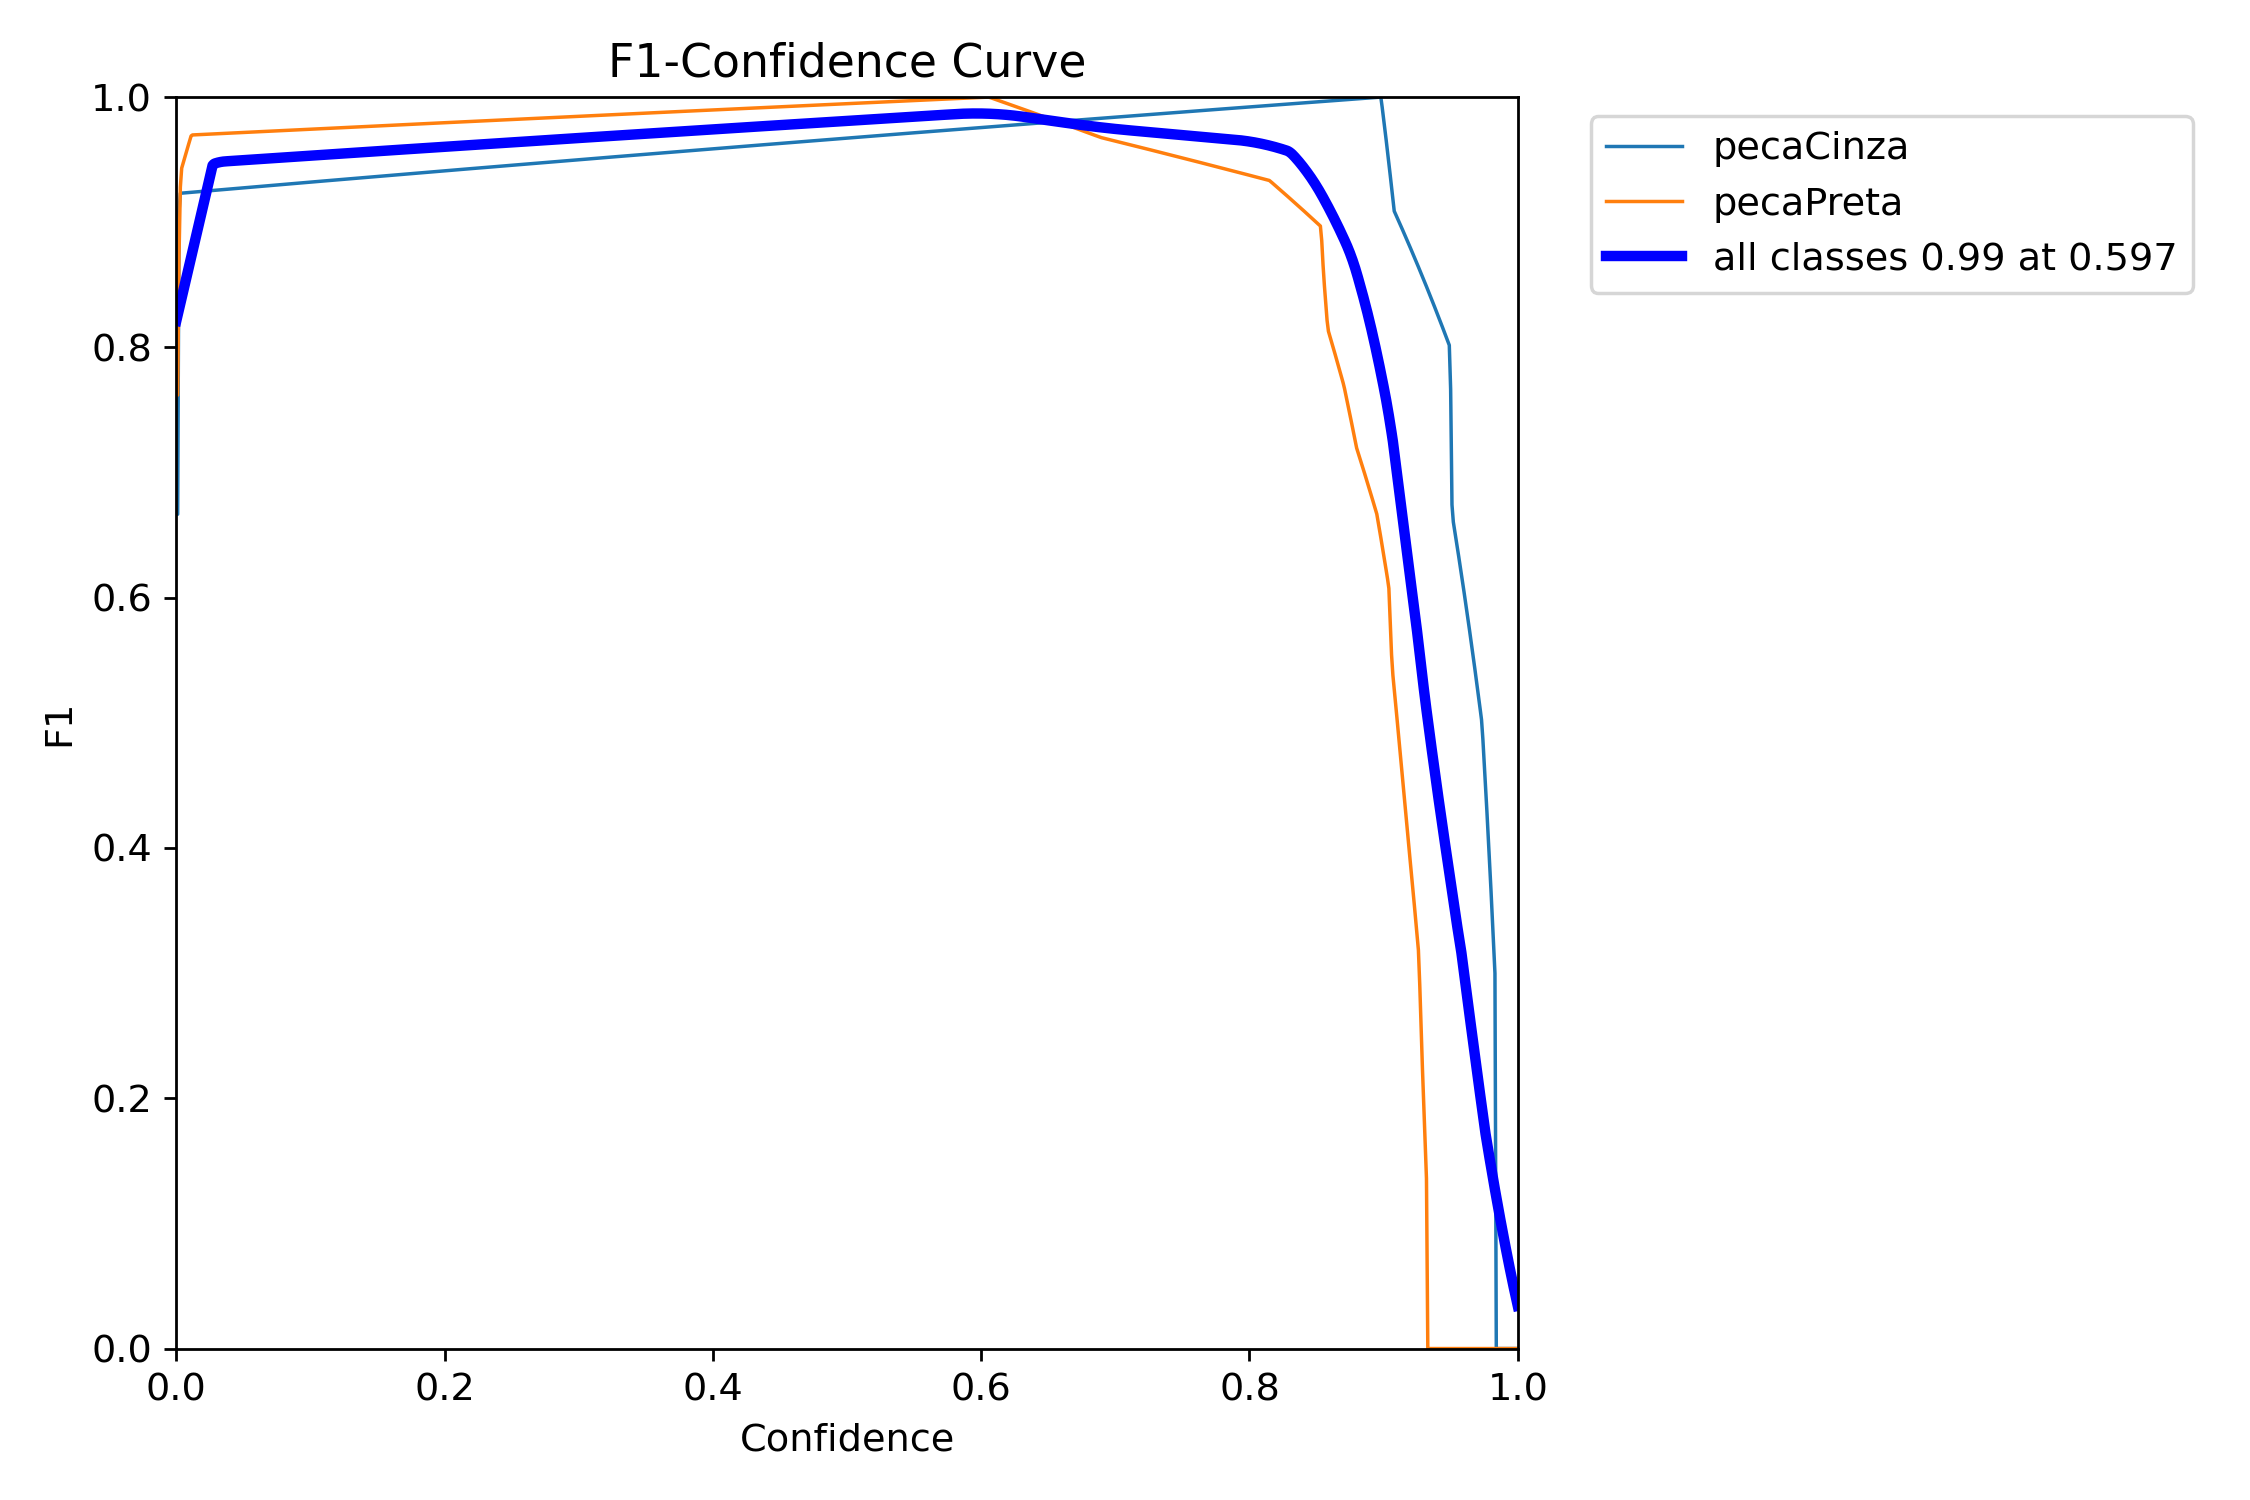 F1-Confidence Curve
1.0
0.8
0.6
0.4
0.2
0.0
F1
0.0 0.2 0.4 0.6 0.8 1.0
Confidence
pecaCinza
pecaPreta
all classes 0.99 at 0.597